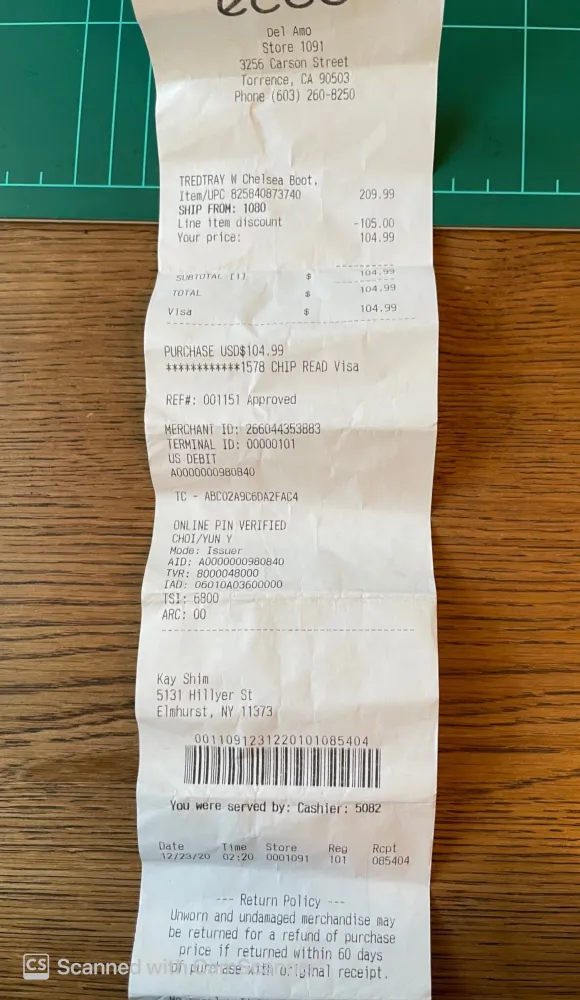 ecco
Del Amo
Store 1091
3256 Carson Street
Torrence, CA 90503
Phone (603) 260-8250
TREDTRAY W Chelsea Boot,
Item/UPC 825840873740 209.99
SHIP FROM: 1080
Line item discount -105.00
Your price: 104.99
SUBTOTAL [1] $ 104.99
TOTAL $ 104.99
Visa $ 104.99
PURCHASE USD$104.99
************1578 CHIP READ Visa
REF#: 001151 Approved
MERCHANT ID: 266044353883
TERMINAL ID: 00000101
US DEBIT
A0000000980840
TC - ABC02A9C6DA2FAC4
ONLINE PIN VERIFIED
CHOI/YUN Y
Mode: Issuer
AID: A0000000980840
TVR: 8000048000
IAD: 06010A03600000
TSI: 6800
ARC: 00
Kay Shim
5131 Hillyer St
Elmhurst, NY 11373
0011091231220101085404
You were served by: Cashier: 5082
Date Time Store Reg Rcpt
12/23/20 02:20 0001091 101 085404
--- Return Policy ---
Unworn and undamaged merchandise may
be returned for a refund of purchase
price if returned within 60 days
of purchase with original receipt.
CS Scanned with CamScanner